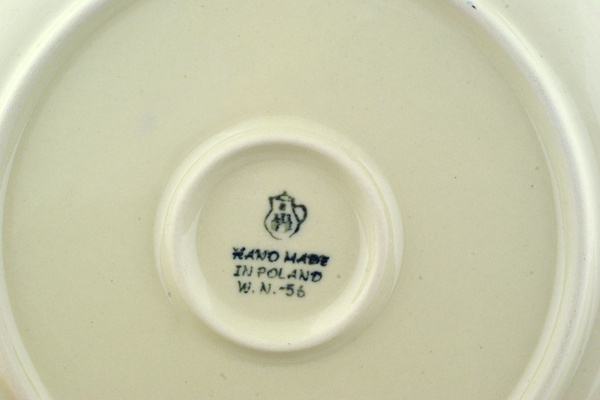 HAND MADE
IN POLAND
W. N.-56